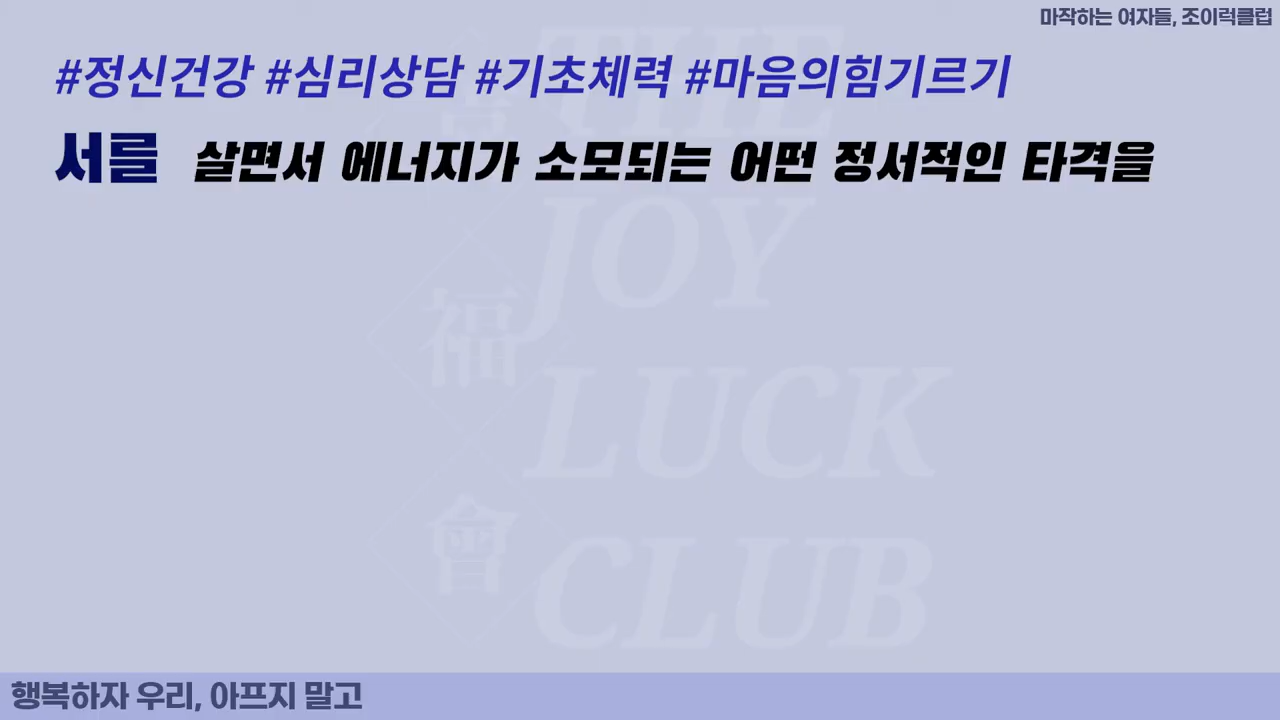 마작하는 여자들, 조이럭클럽
#정신건강 #심리상담 #기초체력 #마음의힘기르기
서를 살면서 에너지가 소모되는 어떤 정서적인 타격을
THE
JOY
福
LUCK
會
CLUB
행복하자 우리, 아프지 말고